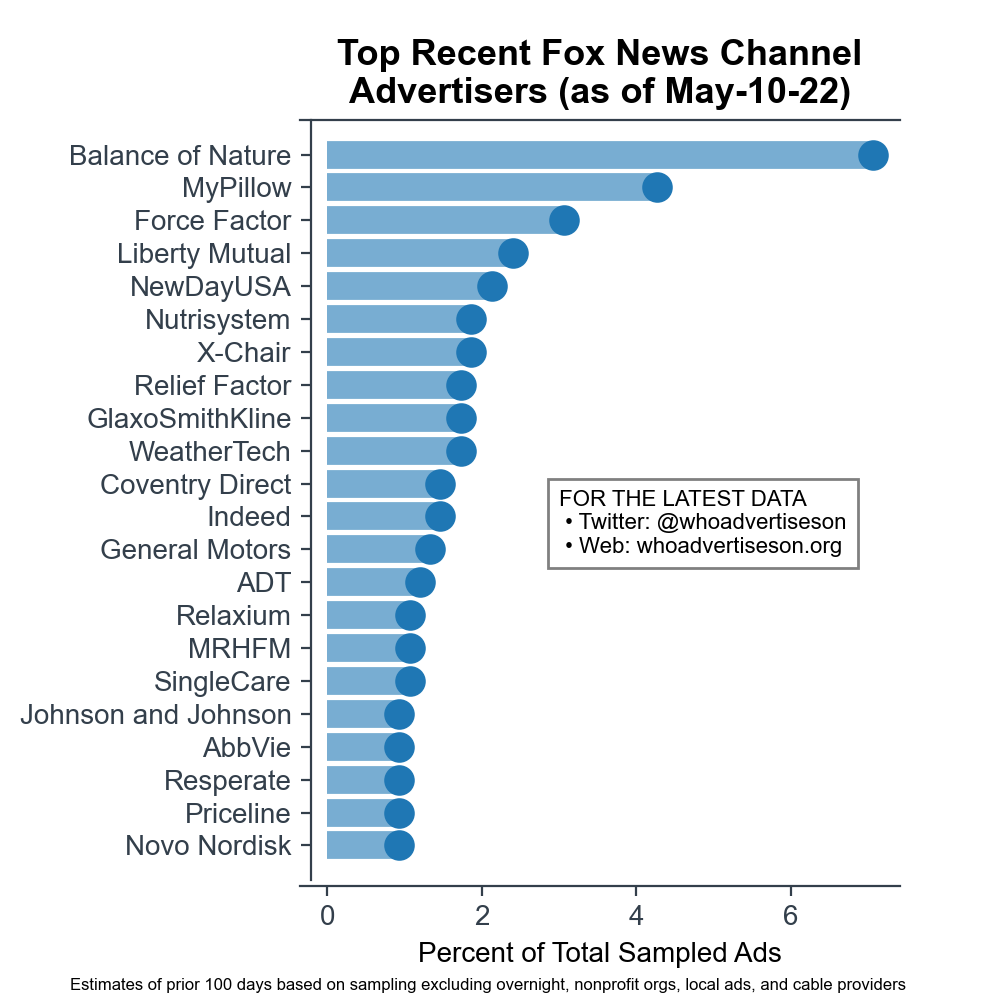 Top Recent Fox News Channel
Advertisers (as of May-10-22)
Balance of Nature
MyPillow
Force Factor
Liberty Mutual
NewDayUSA
Nutrisystem
X-Chair
Relief Factor
GlaxoSmithKline
WeatherTech
Coventry Direct
Indeed
General Motors
ADT
Relaxium
MRHFM
SingleCare
Johnson and Johnson
AbbVie
Resperate
Priceline
Novo Nordisk
FOR THE LATEST DATA
• Twitter: @whoadvertiseson
• Web: whoadvertiseson.org
0 2 4 6
Percent of Total Sampled Ads
Estimates of prior 100 days based on sampling excluding overnight, nonprofit orgs, local ads, and cable providers